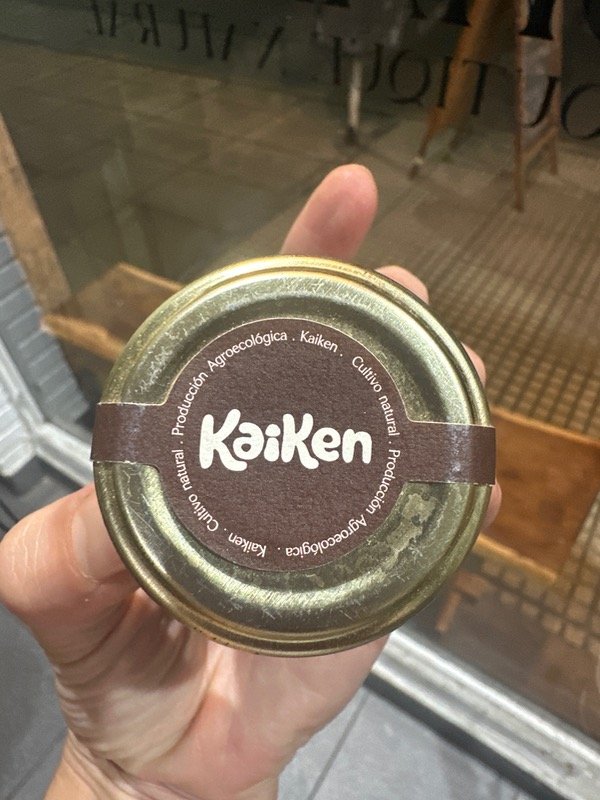 KaiKen
Producción Agroecológica . Kaiken . Cultivo natural . Producción Agroecológica . Kaiken . Cultivo natural .